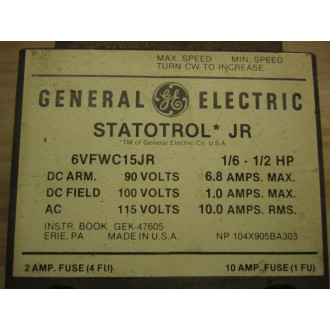 MAX. SPEED MIN. SPEED
TURN CW TO INCREASE
GENERAL GE ELECTRIC
STATOTROL* JR
*TM of General Electric Co. U.S.A
6VFWC15JR 1/6 - 1/2 HP
DC ARM. 90 VOLTS 6.8 AMPS. MAX.
DC FIELD 100 VOLTS 1.0 AMPS. MAX.
AC 115 VOLTS 10.0 AMPS. RMS.
INSTR. BOOK GEK-47605
ERIE, PA MADE IN U.S.A. NP 104X905BA303
2 AMP. FUSE (4 FU) 10 AMP. FUSE (1 FU)